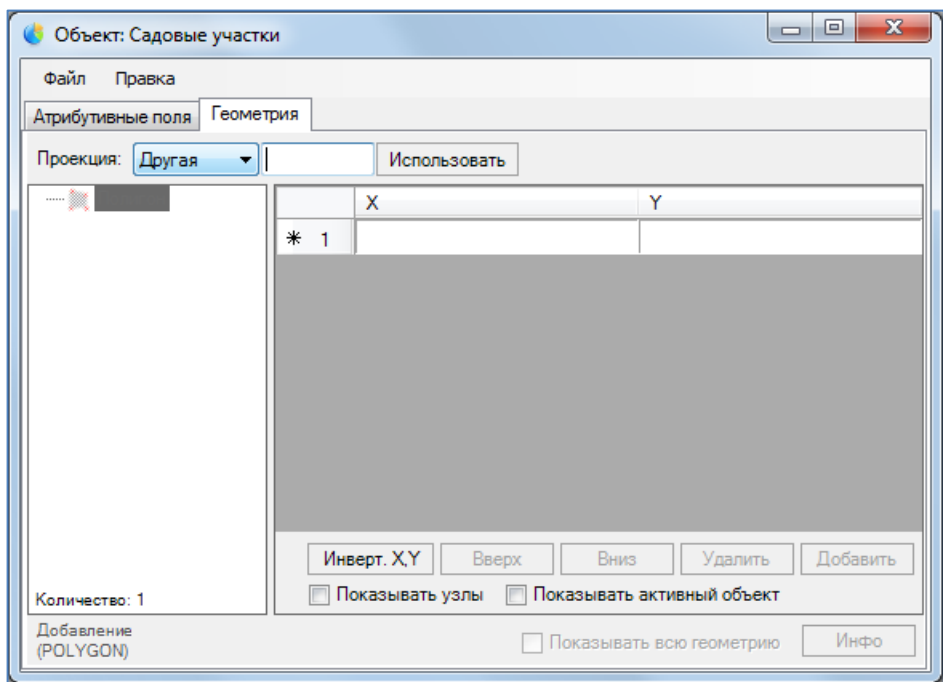 Объект: Садовые участки
Файл Правка
Атрибутивные поля Геометрия
Проекция: Другая Использовать
X Y
1
Инверт. X,Y Вверх Вниз Удалить Добавить
Показывать узлы Показывать активный объект
Количество: 1
Добавление
(POLYGON)
Показывать всю геометрию Инфо